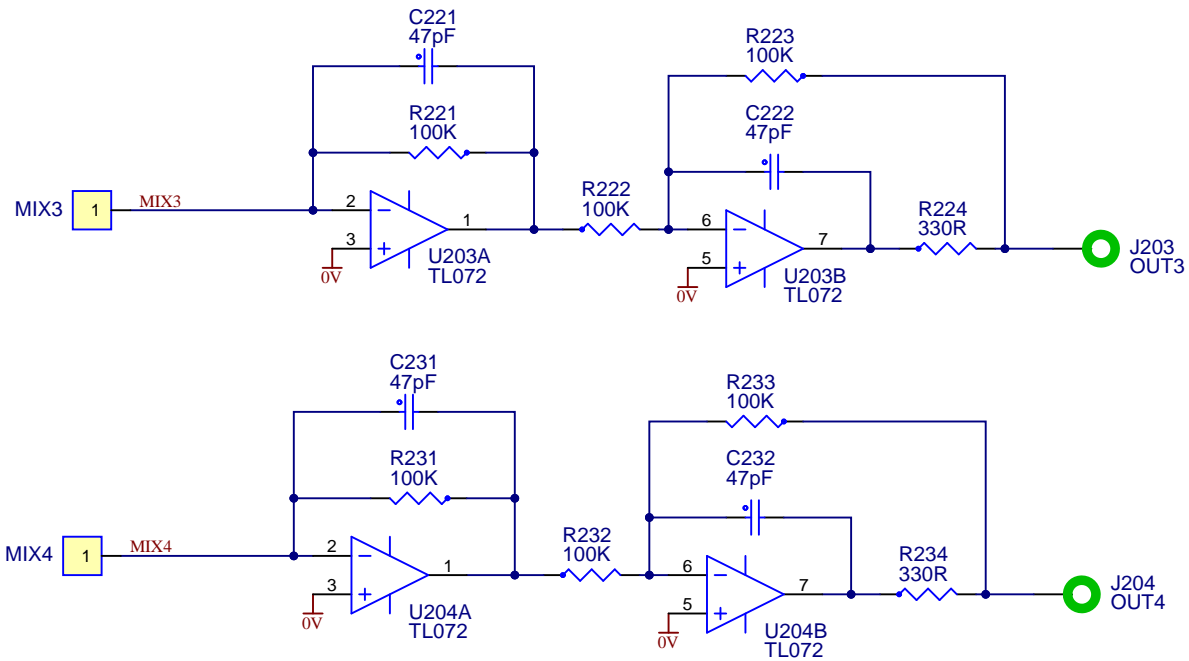 C221
47pF
R223
100K
R221
100K
C222
47pF
MIX3
1
MIX3
2
1
3
0V
U203A
TL072
R222
100K
6
7
5
0V
U203B
TL072
R224
330R
J203
OUT3
C231
47pF
R233
100K
R231
100K
C232
47pF
MIX4
1
MIX4
2
1
3
0V
U204A
TL072
R232
100K
6
7
5
0V
U204B
TL072
R234
330R
J204
OUT4